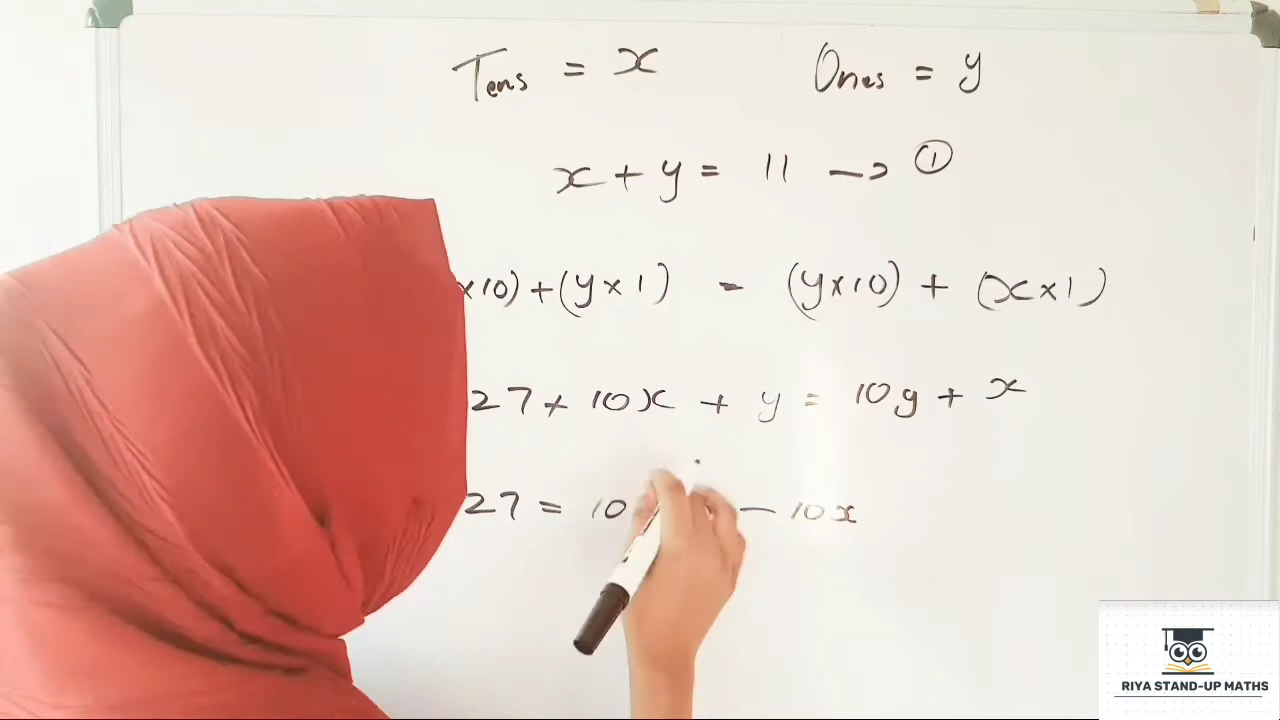 Tens = x Ones = y
x + y = 11 → ①
x10) + (y x 1) - (y x 10) + (x x 1)
27 + 10x + y = 10y + x
27 = 10 - 10x
RIYA STAND-UP MATHS